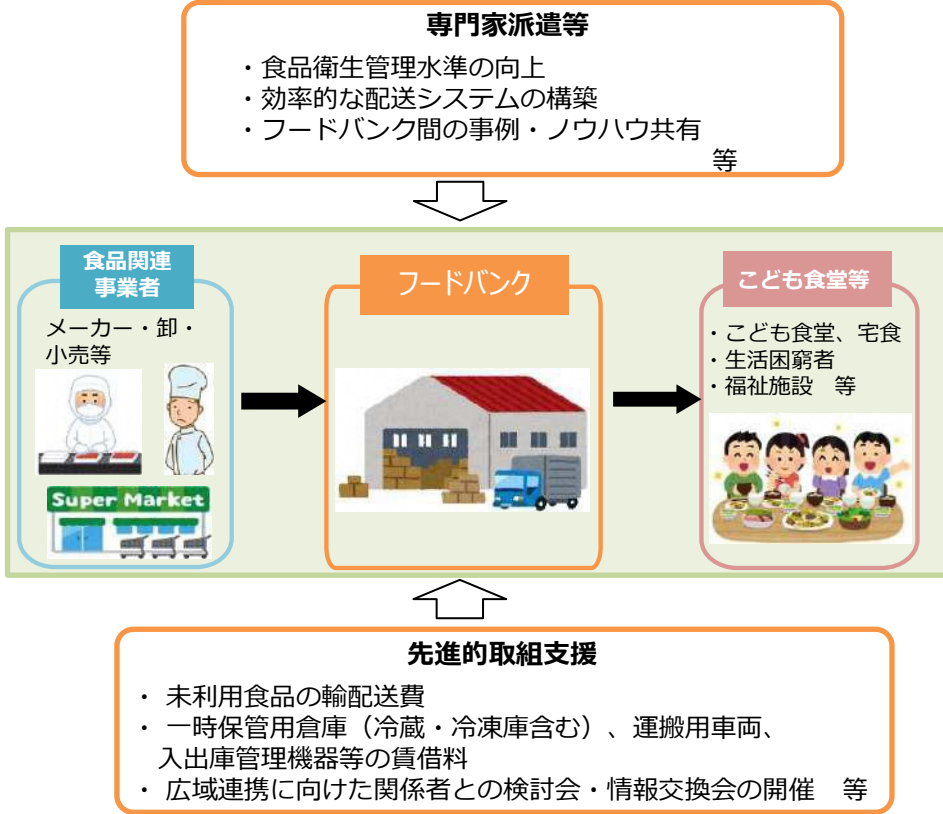 専門家派遣等
・食品衛生管理水準の向上
・効率的な配送システムの構築
・フードバンク間の事例・ノウハウ共有
等
食品関連
事業者
メーカー・卸・
小売等
Super Market
フードバンク
こども食堂等
・こども食堂、宅食
・生活困窮者
・福祉施設　等
先進的取組支援
・ 未利用食品の輸配送費
・ 一時保管用倉庫（冷蔵・冷凍庫含む）、運搬用車両、
入出庫管理機器等の賃借料
・ 広域連携に向けた関係者との検討会・情報交換会の開催　等